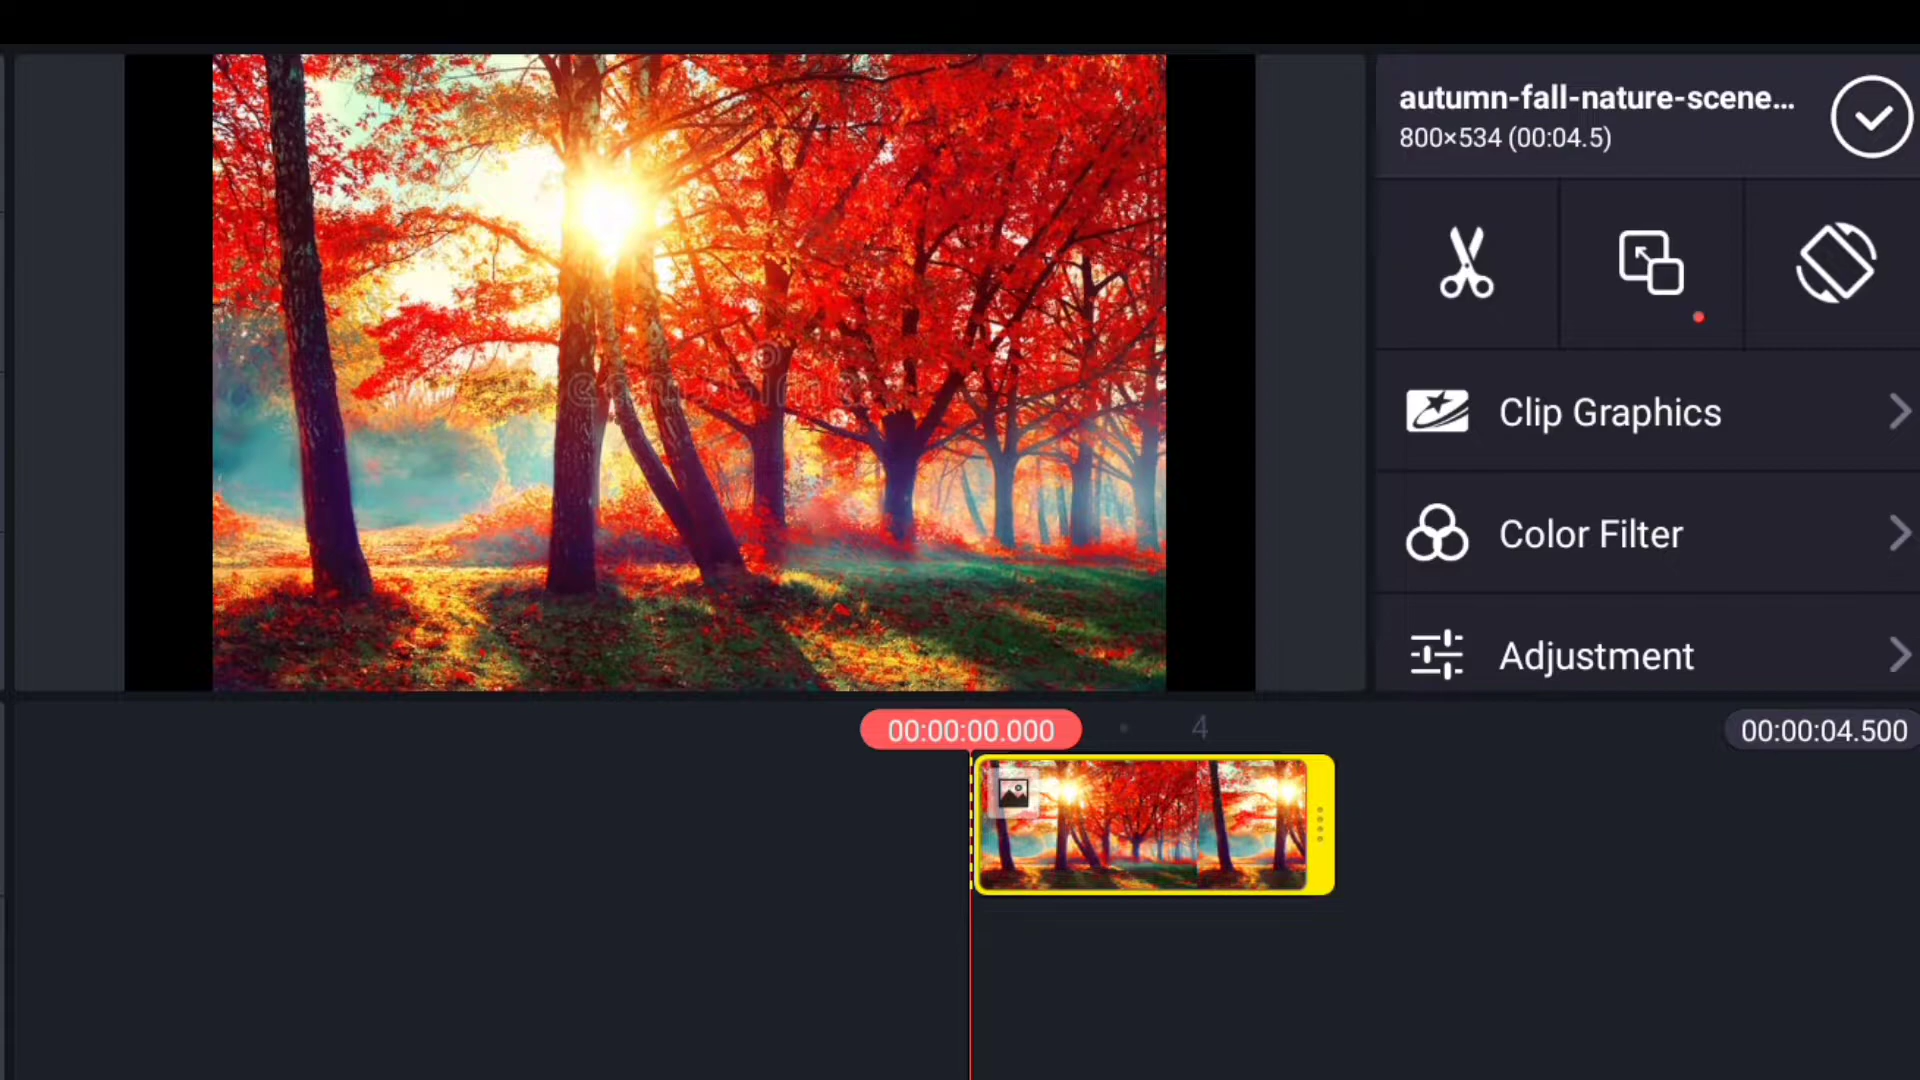 autumn-fall-nature-scene...
800×534 (00:04.5)
Clip Graphics
Color Filter
Adjustment
00:00:00.000
4
00:00:04.500